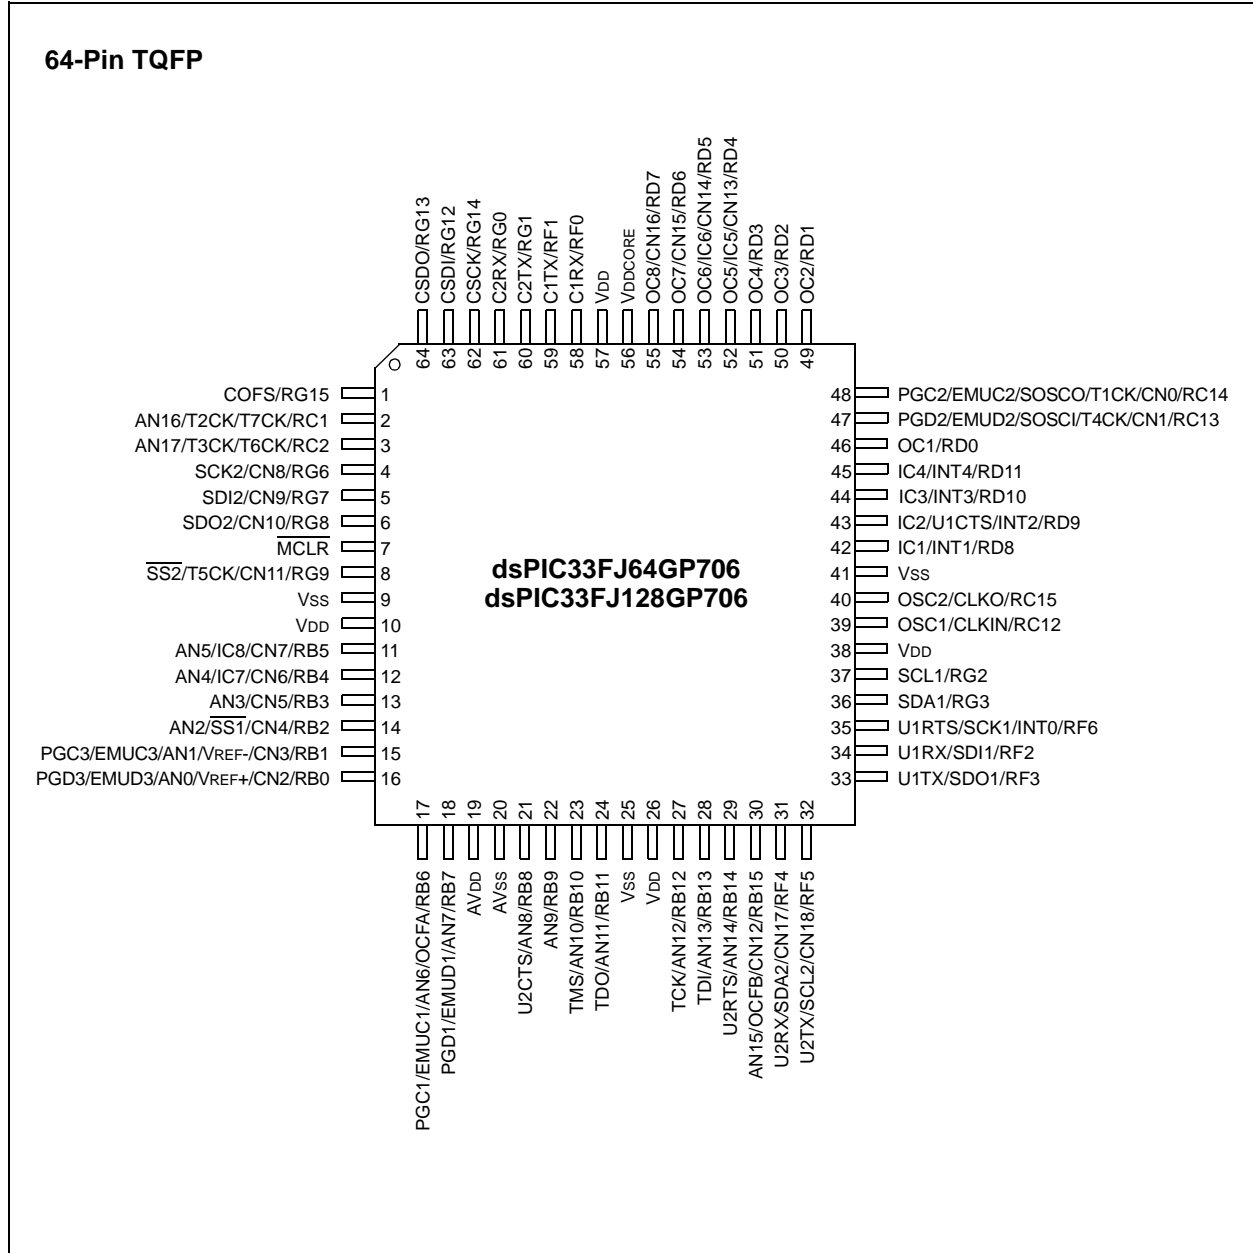 64-Pin TQFP
CSDO/RG13
CSDI/RG12
CSCK/RG14
C2RX/RG0
C2TX/RG1
C1TX/RF1
C1RX/RF0
VDD
VDDCORE
OC8/CN16/RD7
OC7/CN15/RD6
OC6/IC6/CN14/RD5
OC5/IC5/CN13/RD4
OC4/RD3
OC3/RD2
OC2/RD1
64 63 62 61 60 59 58 57 56 55 54 53 52 51 50 49
COFS/RG15 1
AN16/T2CK/T7CK/RC1 2
AN17/T3CK/T6CK/RC2 3
SCK2/CN8/RG6 4
SDI2/CN9/RG7 5
SDO2/CN10/RG8 6
MCLR 7
SS2/T5CK/CN11/RG9 8
VSS 9
VDD 10
AN5/IC8/CN7/RB5 11
AN4/IC7/CN6/RB4 12
AN3/CN5/RB3 13
AN2/SS1/CN4/RB2 14
PGC3/EMUC3/AN1/VREF-/CN3/RB1 15
PGD3/EMUD3/AN0/VREF+/CN2/RB0 16
dsPIC33FJ64GP706
dsPIC33FJ128GP706
48 PGC2/EMUC2/SOSCO/T1CK/CN0/RC14
47 PGD2/EMUD2/SOSCI/T4CK/CN1/RC13
46 OC1/RD0
45 IC4/INT4/RD11
44 IC3/INT3/RD10
43 IC2/U1CTS/INT2/RD9
42 IC1/INT1/RD8
41 VSS
40 OSC2/CLKO/RC15
39 OSC1/CLKIN/RC12
38 VDD
37 SCL1/RG2
36 SDA1/RG3
35 U1RTS/SCK1/INT0/RF6
34 U1RX/SDI1/RF2
33 U1TX/SDO1/RF3
17 18 19 20 21 22 23 24 25 26 27 28 29 30 31 32
PGC1/EMUC1/AN6/OCFA/RB6
PGD1/EMUD1/AN7/RB7
AVDD
AVSS
U2CTS/AN8/RB8
AN9/RB9
TMS/AN10/RB10
TDO/AN11/RB11
VSS
VDD
TCK/AN12/RB12
TDI/AN13/RB13
U2RTS/AN14/RB14
AN15/OCFB/CN12/RB15
U2RX/SDA2/CN17/RF4
U2TX/SCL2/CN18/RF5